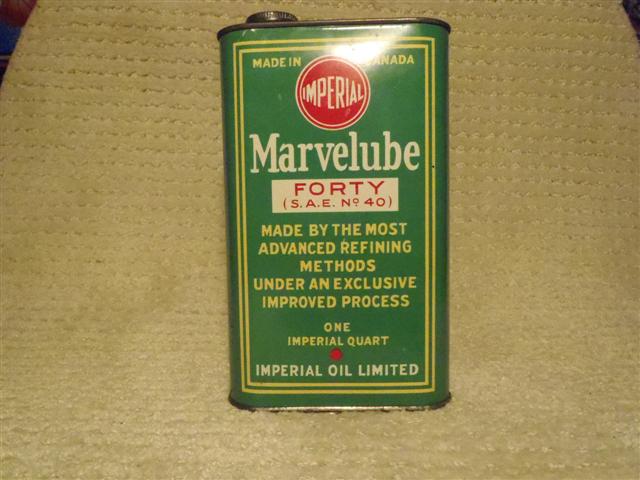 MADE IN CANADA
IMPERIAL
Marvelube
FORTY
(S.A.E. Nº 40)
MADE BY THE MOST
ADVANCED REFINING
METHODS
UNDER AN EXCLUSIVE
IMPROVED PROCESS
ONE
IMPERIAL QUART
IMPERIAL OIL LIMITED